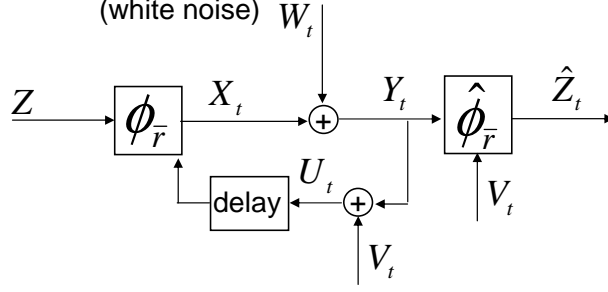 (white noise)
W_t
Z
ϕ_r̄
X_t
+
Y_t
ϕ̂_r̄
Ẑ_t
U_t
delay
+
V_t
V_t